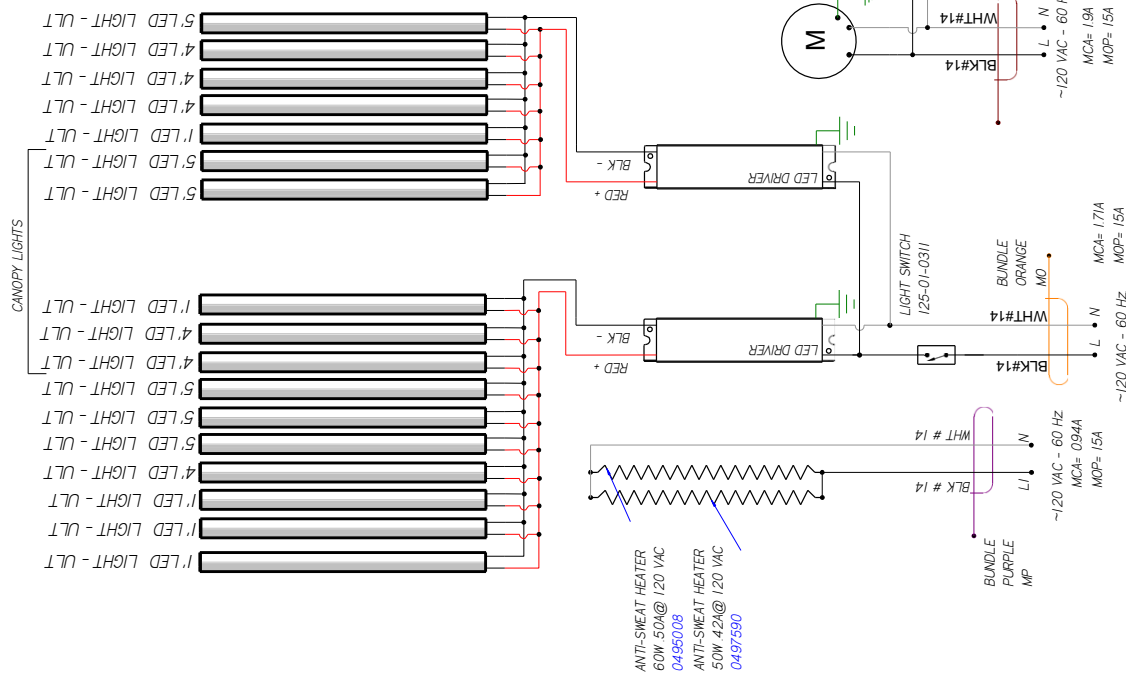 5' LED LIGHT - ULT
4' LED LIGHT - ULT
4' LED LIGHT - ULT
4' LED LIGHT - ULT
1' LED LIGHT - ULT
5' LED LIGHT - ULT
5' LED LIGHT - ULT
CANOPY LIGHTS
1' LED LIGHT - ULT
4' LED LIGHT - ULT
4' LED LIGHT - ULT
5' LED LIGHT - ULT
5' LED LIGHT - ULT
5' LED LIGHT - ULT
4' LED LIGHT - ULT
1' LED LIGHT - ULT
1' LED LIGHT - ULT
1' LED LIGHT - ULT
BLK -
RED +
LED DRIVER
BLK -
RED +
LED DRIVER
M
WHT#14
BLK#14
N
L
~120 VAC - 60 H
MCA= 1.9A
MOP= 15A
LIGHT SWITCH
125-01-0311
BUNDLE
ORANGE
MO
WHT#14
BLK#14
N
L
~120 VAC - 60 Hz
MCA= 1.71A
MOP= 15A
WHT # 14
BLK # 14
N
L1
~120 VAC - 60 Hz
MCA= 0.94A
MOP= 15A
BUNDLE
PURPLE
MP
ANTI-SWEAT HEATER
60W .50A@ 120 VAC
0495008
ANTI-SWEAT HEATER
50W .42A@ 120 VAC
0497590